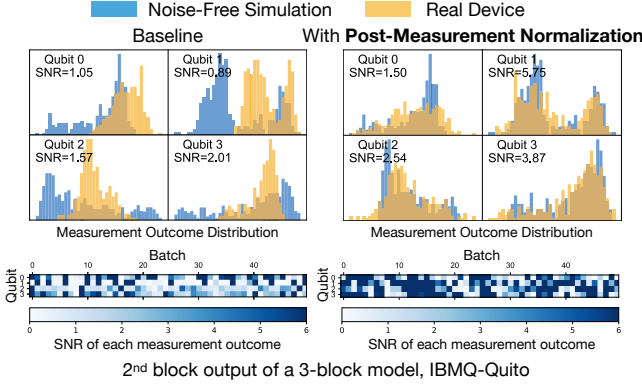 Noise-Free Simulation Real Device
Baseline
With Post-Measurement Normalization
Qubit 0
SNR=1.05
Qubit 1
SNR=0.89
Qubit 2
SNR=1.57
Qubit 3
SNR=2.01
Qubit 0
SNR=1.50
Qubit 1
SNR=5.75
Qubit 2
SNR=2.54
Qubit 3
SNR=3.87
Measurement Outcome Distribution
Measurement Outcome Distribution
Batch
0 10 20 30 40
Qubit
0
1
2
3
0 1 2 3 4 5 6
SNR of each measurement outcome
Batch
0 10 20 30 40
Qubit
0
1
2
3
0 1 2 3 4 5 6
SNR of each measurement outcome
2nd block output of a 3-block model, IBMQ-Quito